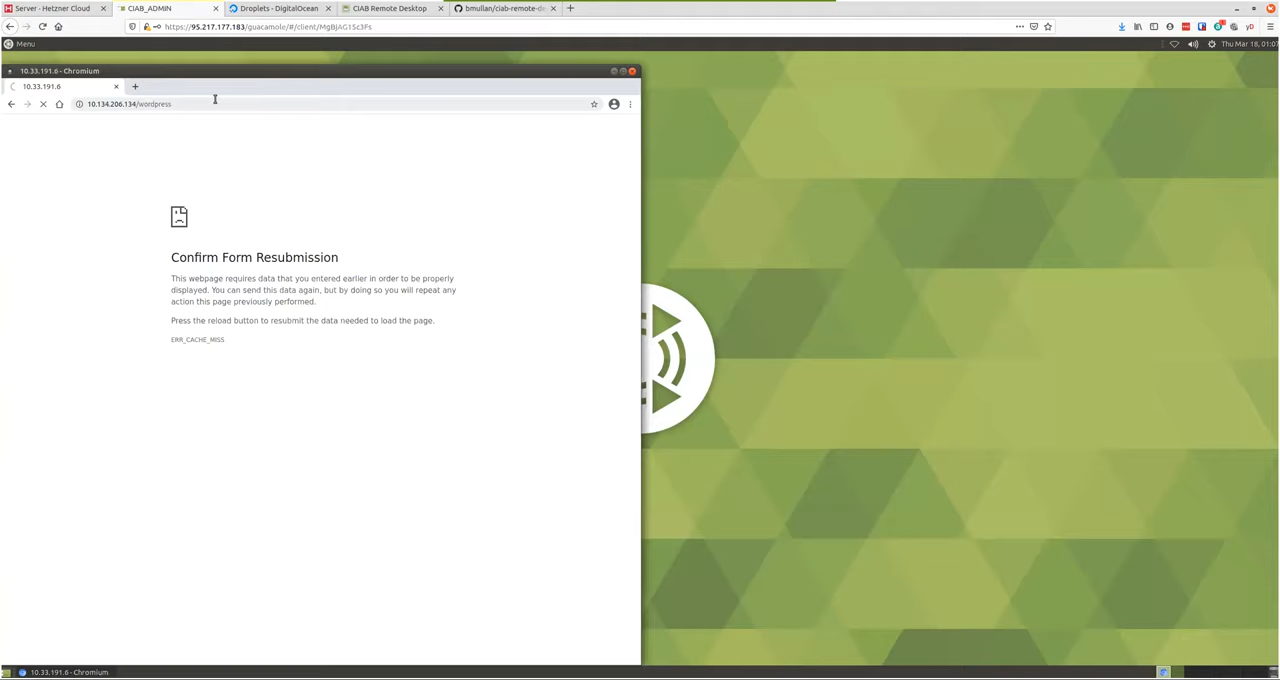 Server - Hetzner Cloud
CIAB_ADMIN
Droplets - DigitalOcean
CIAB Remote Desktop
bmullan/ciab-remote-de
https://95.217.177.183/guacamole/#/client/MgBjAG15c3Fs
Menu
Thu Mar 18, 01:07
10.33.191.6 - Chromium
10.33.191.6
10.134.206.134/wordpress
Confirm Form Resubmission
This webpage requires data that you entered earlier in order to be properly
displayed. You can send this data again, but by doing so you will repeat any
action this page previously performed.
Press the reload button to resubmit the data needed to load the page.
ERR_CACHE_MISS
10.33.191.6 - Chromium